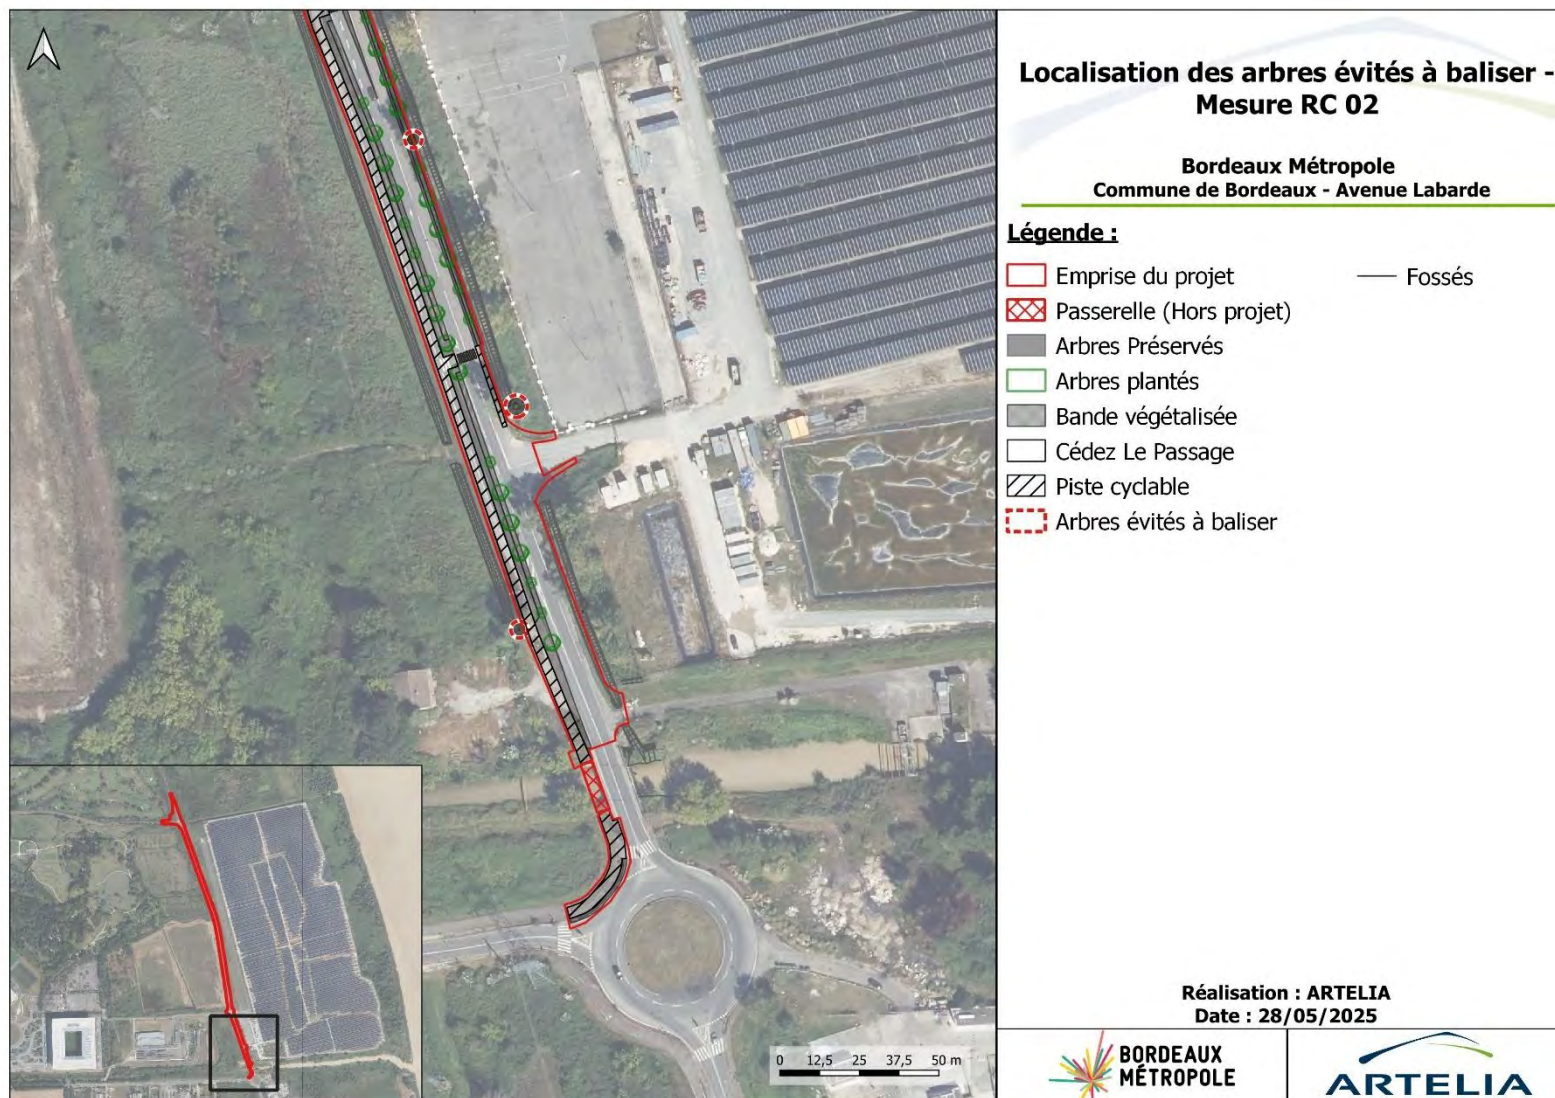 Localisation des arbres évités à baliser -
Mesure RC 02
Bordeaux Métropole
Commune de Bordeaux - Avenue Labarde
Légende :
Emprise du projet
Fossés
Passerelle (Hors projet)
Arbres Préservés
Arbres plantés
Bande végétalisée
Cédez Le Passage
Piste cyclable
Arbres évités à baliser
Réalisation : ARTELIA
Date : 28/05/2025
0 12,5 25 37,5 50 m
BORDEAUX
MÉTROPOLE
ARTELIA